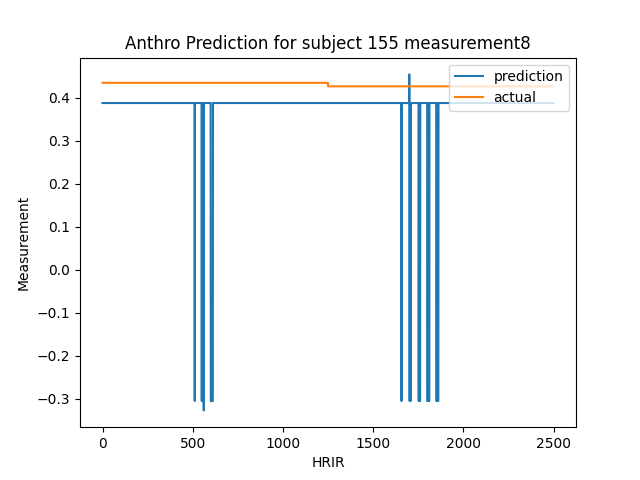 Anthro Prediction for subject 155 measurement8
prediction
actual
0.4
0.3
0.2
0.1
0.0
−0.1
−0.2
−0.3
Measurement
0 500 1000 1500 2000 2500
HRIR